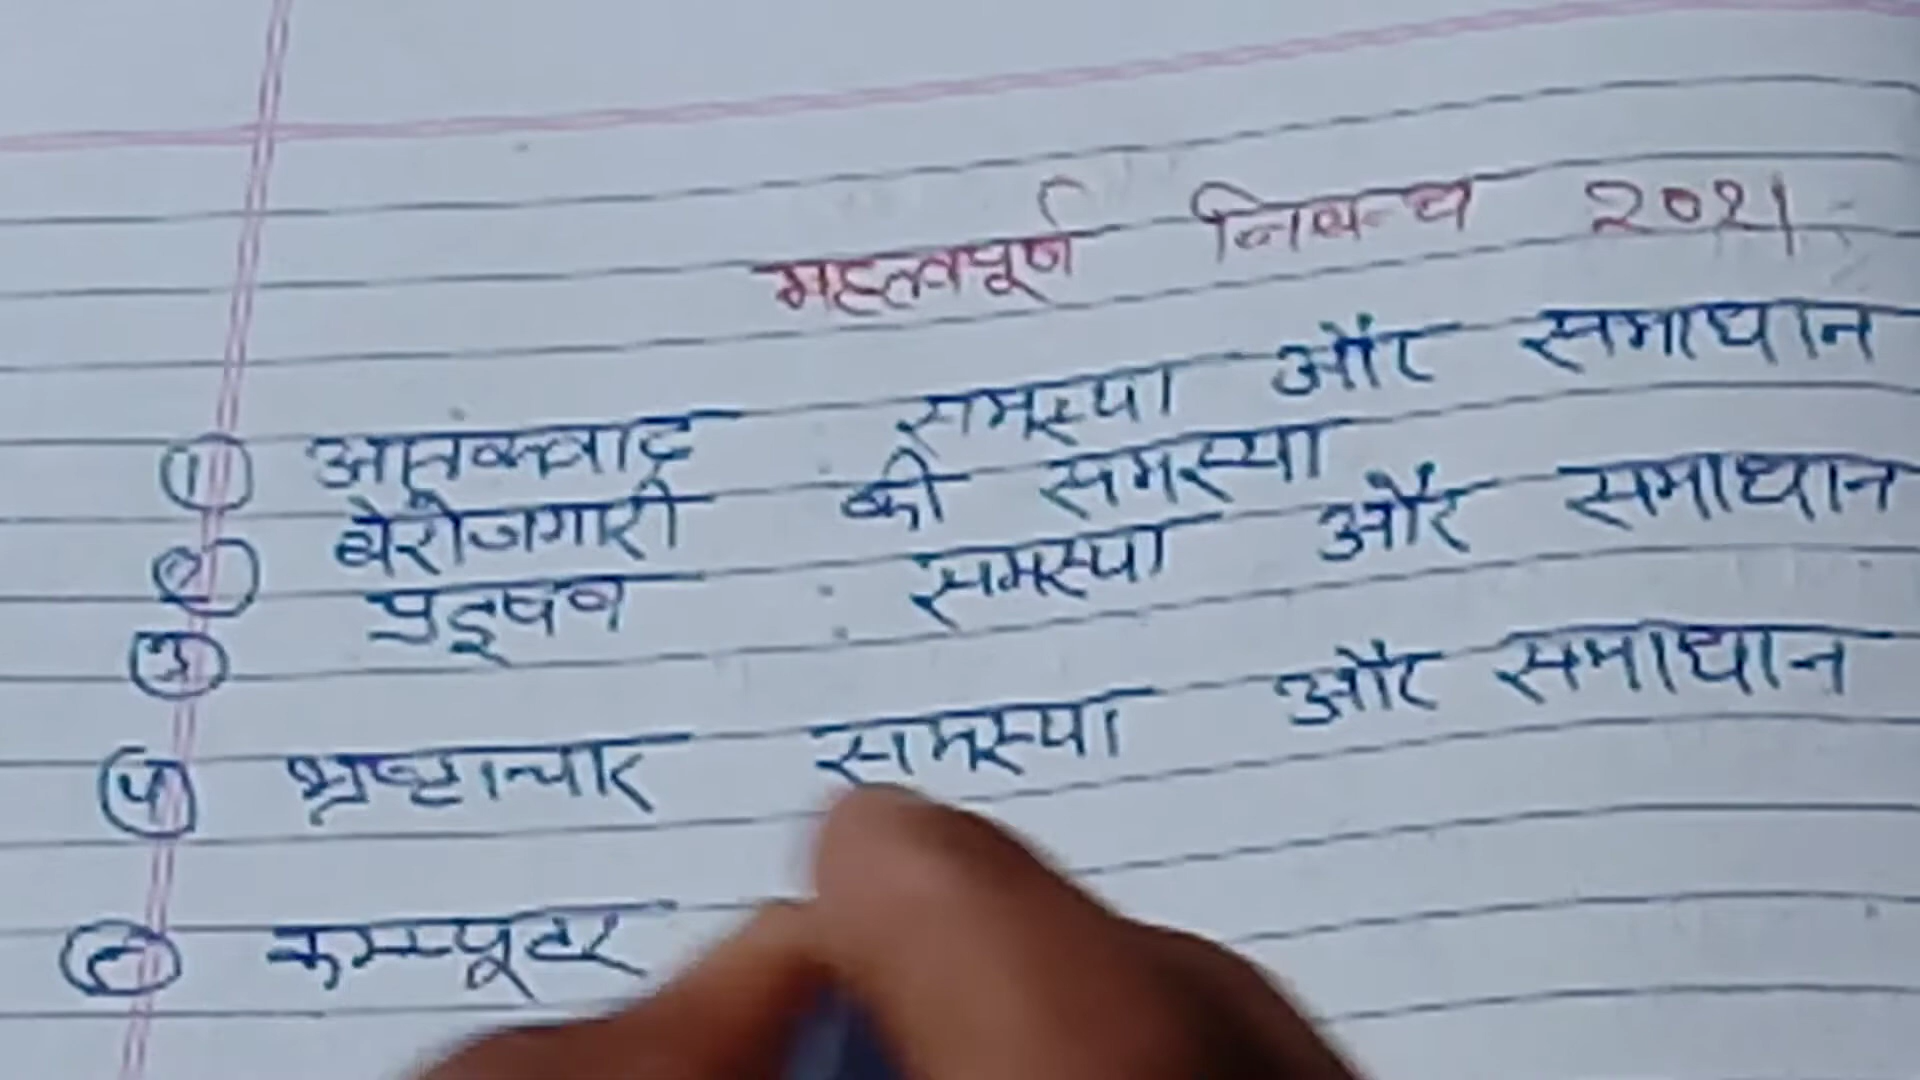 महत्वपूर्ण निबन्ध २०२१
① आतंकवाद समस्या और समाधान
② बेरोजगारी की समस्या
③ प्रदूषण समस्या और समाधान
④ भ्रष्टाचार समस्या और समाधान
कम्प्यूटर